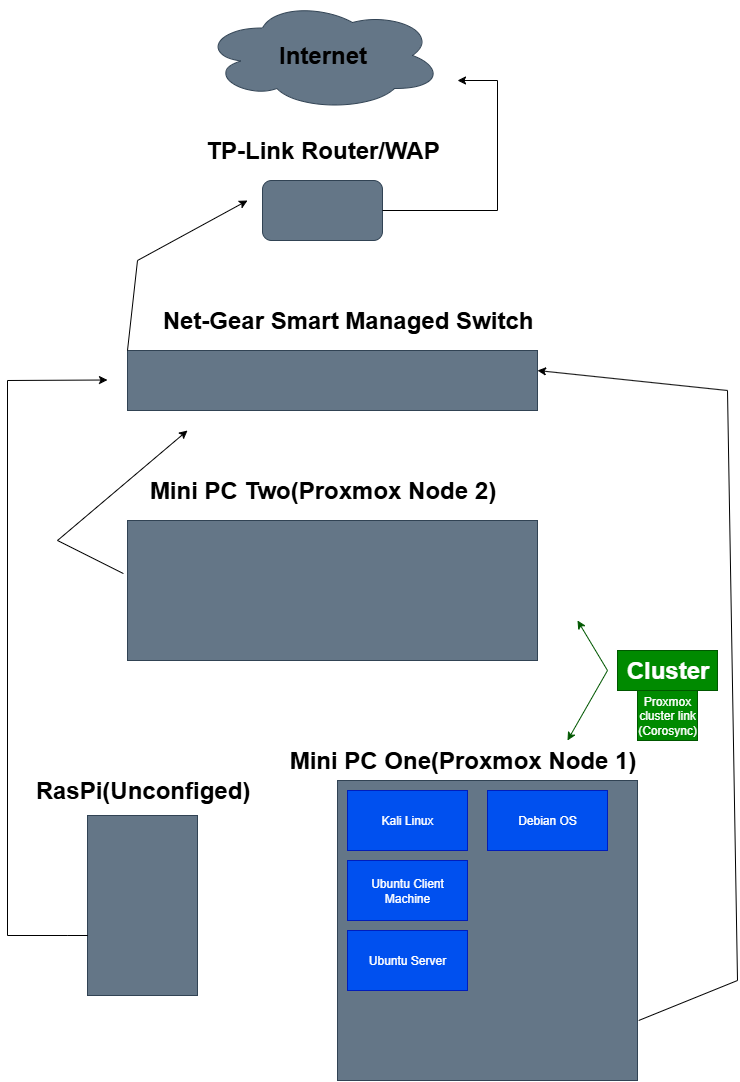 Internet
TP-Link Router/WAP
Net-Gear Smart Managed Switch
Mini PC Two(Proxmox Node 2)
Cluster
Proxmox
cluster link
(Corosync)
Mini PC One(Proxmox Node 1)
RasPi(Unconfiged)
Kali Linux
Debian OS
Ubuntu Client
Machine
Ubuntu Server